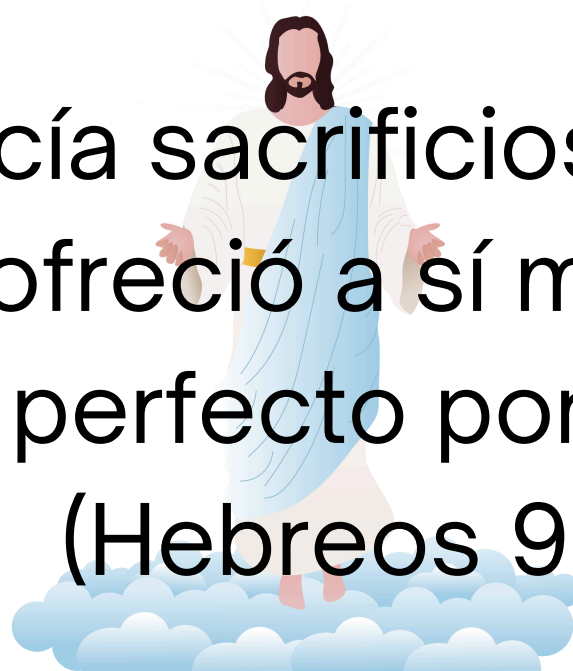 cía sacrificios
ofreció a sí m
perfecto por
(Hebreos 9